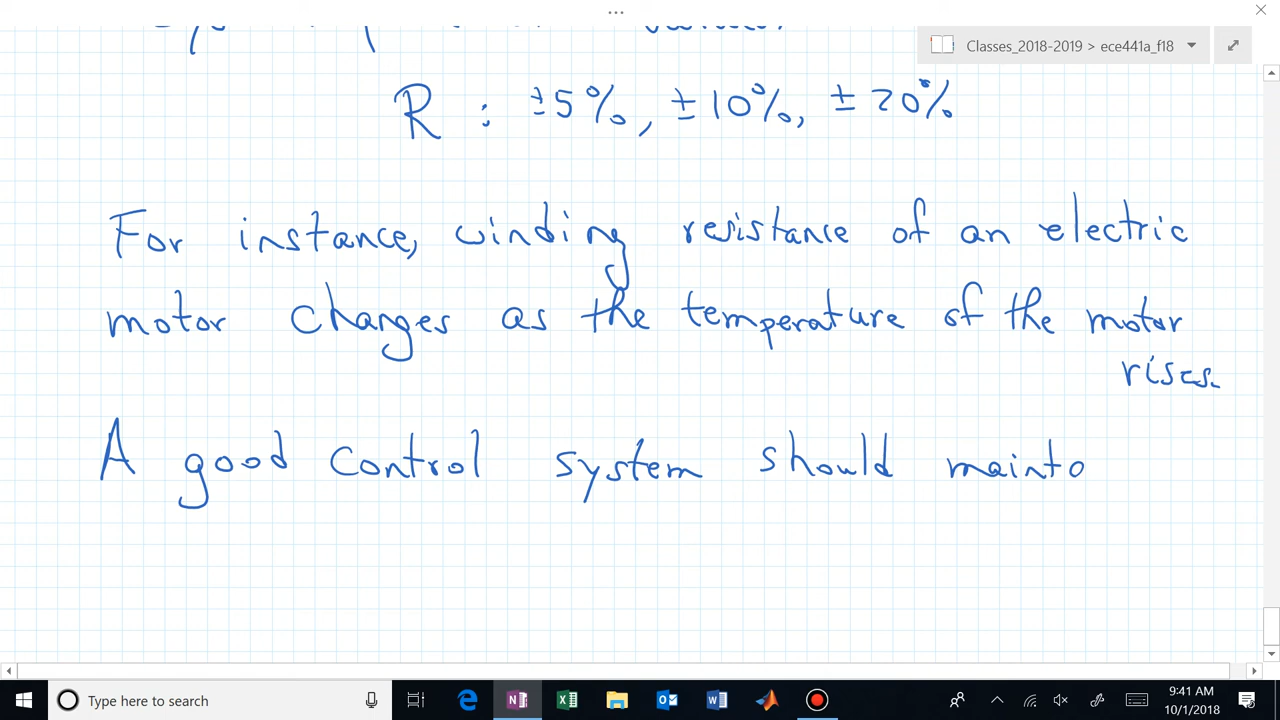 Classes_2018-2019 > ece441a_f18
R : ±5%, ±10%, ±20%
For instance, winding resistance of an electric
motor changes as the temperature of the motor
rises.
A good control system should mainta
Type here to search
9:41 AM
10/1/2018